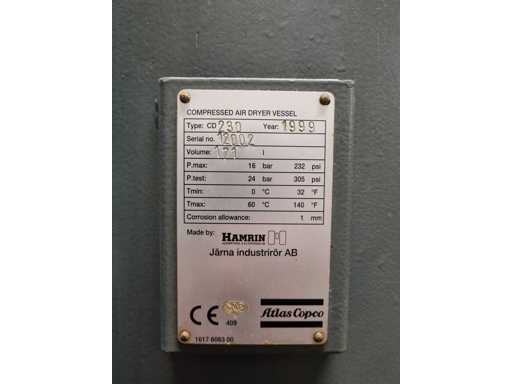 COMPRESSED AIR DRYER VESSEL
Type: CD 230 Year: 1999
Serial no. 12002
Volume: 171 l
P.max: 16 bar 232 psi
P.test: 24 bar 305 psi
Tmin: 0 °C 32 °F
Tmax: 60 °C 140 °F
Corrosion allowance: 1 mm
Made by: HAMRIN
Järna industrirör AB
CE
409
Atlas Copco
1617 6063 00